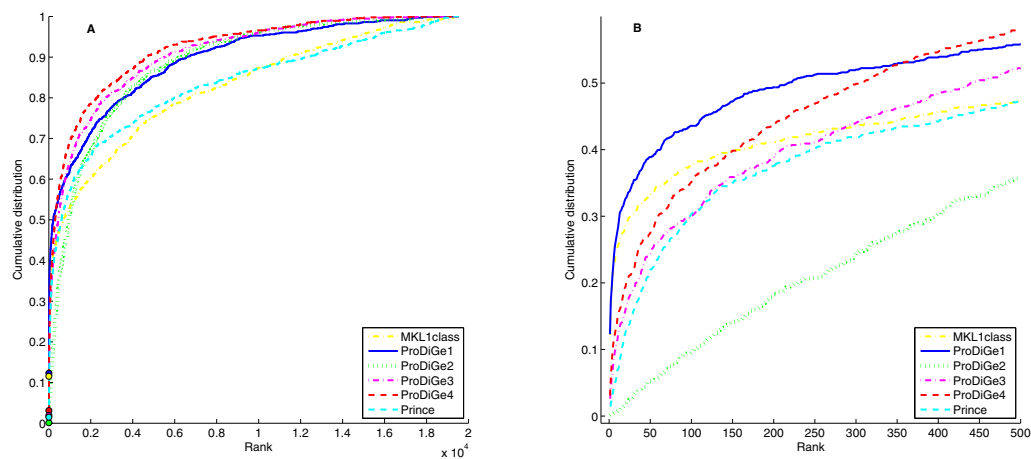 A
Cumulative distribution
1
0.9
0.8
0.7
0.6
0.5
0.4
0.3
0.2
0.1
0
0 0.2 0.4 0.6 0.8 1 1.2 1.4 1.6 1.8 2
x 10^4
Rank
MKL1class
ProDiGe1
ProDiGe2
ProDiGe3
ProDiGe4
Prince
B
Cumulative distribution
0.5
0.4
0.3
0.2
0.1
0
0 50 100 150 200 250 300 350 400 450 500
Rank
MKL1class
ProDiGe1
ProDiGe2
ProDiGe3
ProDiGe4
Prince